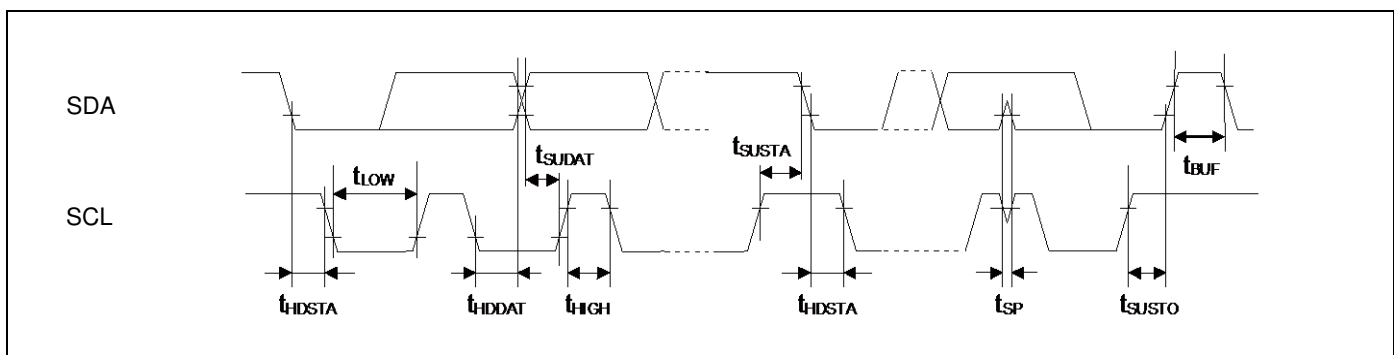 SDA
tSUDAT
tSUSTA
tLOW
tBUF
SCL
tHDSTA
tHDDAT
tHIGH
tHDSTA
tSP
tSUSTO